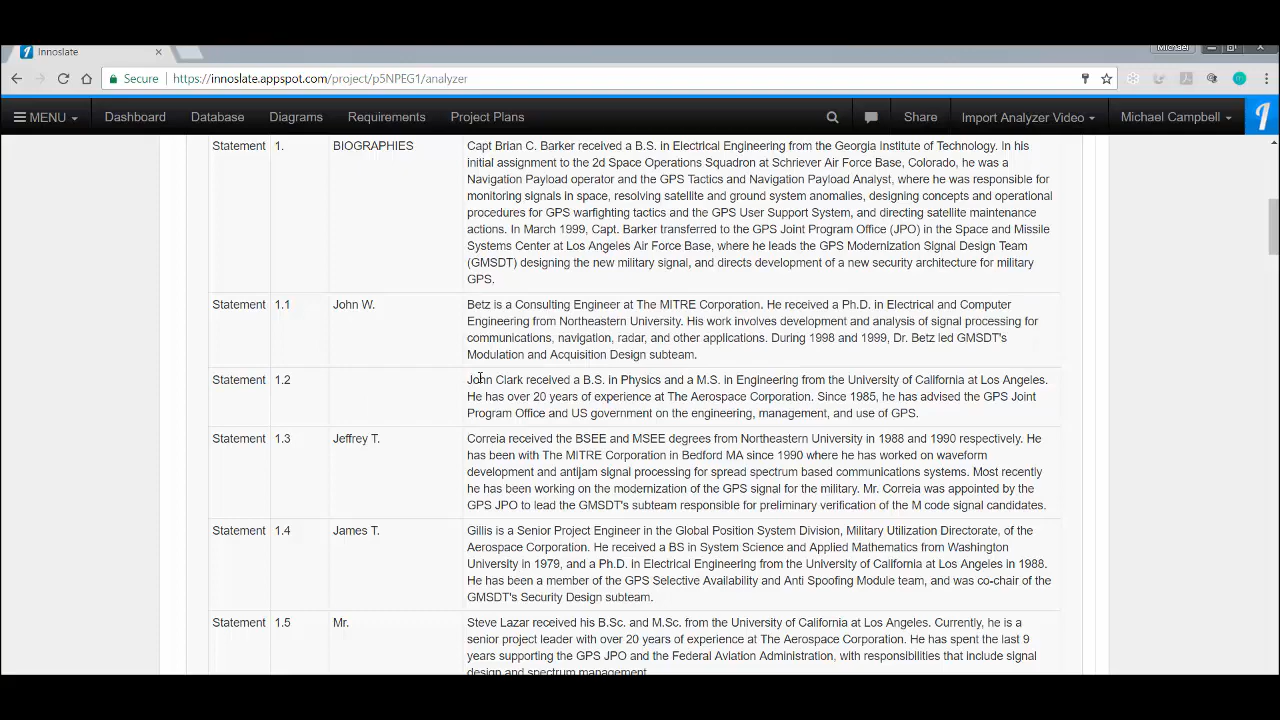 Innoslate
Michael
Secure https://innoslate.appspot.com/project/p5NPEG1/analyzer
MENU Dashboard Database Diagrams Requirements Project Plans Share Import Analyzer Video Michael Campbell
Statement 1. BIOGRAPHIES Capt Brian C. Barker received a B.S. in Electrical Engineering from the Georgia Institute of Technology. In his
initial assignment to the 2d Space Operations Squadron at Schriever Air Force Base, Colorado, he was a
Navigation Payload operator and the GPS Tactics and Navigation Payload Analyst, where he was responsible for
monitoring signals in space, resolving satellite and ground system anomalies, designing concepts and operational
procedures for GPS warfighting tactics and the GPS User Support System, and directing satellite maintenance
actions. In March 1999, Capt. Barker transferred to the GPS Joint Program Office (JPO) in the Space and Missile
Systems Center at Los Angeles Air Force Base, where he leads the GPS Modernization Signal Design Team
(GMSDT) designing the new military signal, and directs development of a new security architecture for military
GPS.
Statement 1.1 John W. Betz is a Consulting Engineer at The MITRE Corporation. He received a Ph.D. in Electrical and Computer
Engineering from Northeastern University. His work involves development and analysis of signal processing for
communications, navigation, radar, and other applications. During 1998 and 1999, Dr. Betz led GMSDT's
Modulation and Acquisition Design subteam.
Statement 1.2 John Clark received a B.S. in Physics and a M.S. in Engineering from the University of California at Los Angeles.
He has over 20 years of experience at The Aerospace Corporation. Since 1985, he has advised the GPS Joint
Program Office and US government on the engineering, management, and use of GPS.
Statement 1.3 Jeffrey T. Correia received the BSEE and MSEE degrees from Northeastern University in 1988 and 1990 respectively. He
has been with The MITRE Corporation in Bedford MA since 1990 where he has worked on waveform
development and antijam signal processing for spread spectrum based communications systems. Most recently
he has been working on the modernization of the GPS signal for the military. Mr. Correia was appointed by the
GPS JPO to lead the GMSDT's subteam responsible for preliminary verification of the M code signal candidates.
Statement 1.4 James T. Gillis is a Senior Project Engineer in the Global Position System Division, Military Utilization Directorate, of the
Aerospace Corporation. He received a BS in System Science and Applied Mathematics from Washington
University in 1979, and a Ph.D. in Electrical Engineering from the University of California at Los Angeles in 1988.
He has been a member of the GPS Selective Availability and Anti Spoofing Module team, and was co-chair of the
GMSDT's Security Design subteam.
Statement 1.5 Mr. Steve Lazar received his B.Sc. and M.Sc. from the University of California at Los Angeles. Currently, he is a
senior project leader with over 20 years of experience at The Aerospace Corporation. He has spent the last 9
years supporting the GPS JPO and the Federal Aviation Administration, with responsibilities that include signal
design and spectrum management.